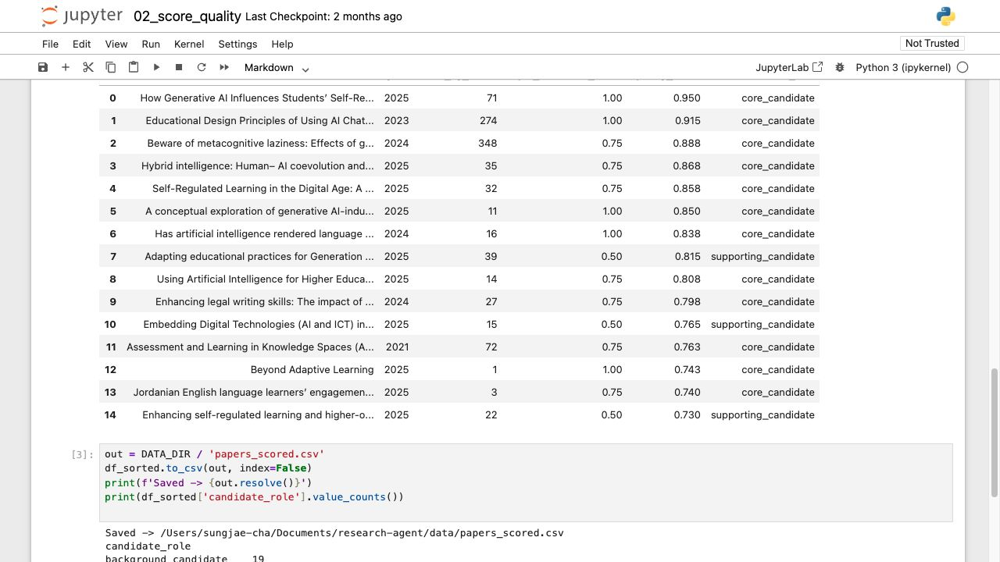 jupyter 02_score_quality Last Checkpoint: 2 months ago
File Edit View Run Kernel Settings Help Not Trusted
Markdown JupyterLab Python 3 (ipykernel)
0 How Generative AI Influences Students’ Self-Re... 2025 71 1.00 0.950 core_candidate
1 Educational Design Principles of Using AI Chat... 2023 274 1.00 0.915 core_candidate
2 Beware of metacognitive laziness: Effects of g... 2024 348 0.75 0.888 core_candidate
3 Hybrid intelligence: Human– AI coevolution and... 2025 35 0.75 0.868 core_candidate
4 Self-Regulated Learning in the Digital Age: A ... 2025 32 0.75 0.858 core_candidate
5 A conceptual exploration of generative AI-indu... 2025 11 1.00 0.850 core_candidate
6 Has artificial intelligence rendered language ... 2024 16 1.00 0.838 core_candidate
7 Adapting educational practices for Generation ... 2025 39 0.50 0.815 supporting_candidate
8 Using Artificial Intelligence for Higher Educa... 2025 14 0.75 0.808 core_candidate
9 Enhancing legal writing skills: The impact of ... 2024 27 0.75 0.798 core_candidate
10 Embedding Digital Technologies (AI and ICT) in... 2025 15 0.50 0.765 supporting_candidate
11 Assessment and Learning in Knowledge Spaces (A... 2021 72 0.75 0.763 core_candidate
12 Beyond Adaptive Learning 2025 1 1.00 0.743 core_candidate
13 Jordanian English language learners’ engagemen... 2025 3 0.75 0.740 core_candidate
14 Enhancing self-regulated learning and higher-o... 2025 22 0.50 0.730 supporting_candidate
[3]: out = DATA_DIR / 'papers_scored.csv'
df_sorted.to_csv(out, index=False)
print(f'Saved -> {out.resolve()}')
print(df_sorted['candidate_role'].value_counts())
Saved -> /Users/sungjae-cha/Documents/research-agent/data/papers_scored.csv
candidate_role
background_candidate 19